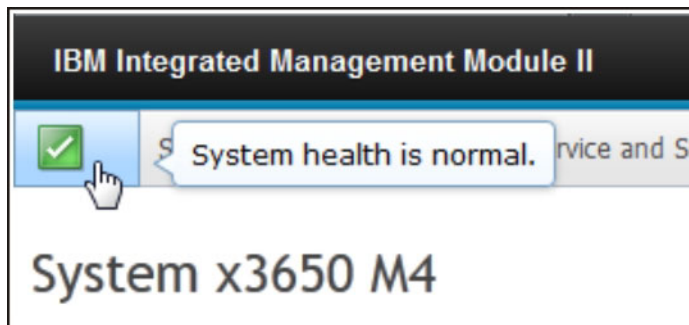 IBM Integrated Management Module II
System health is normal.
rvice and S
System x3650 M4